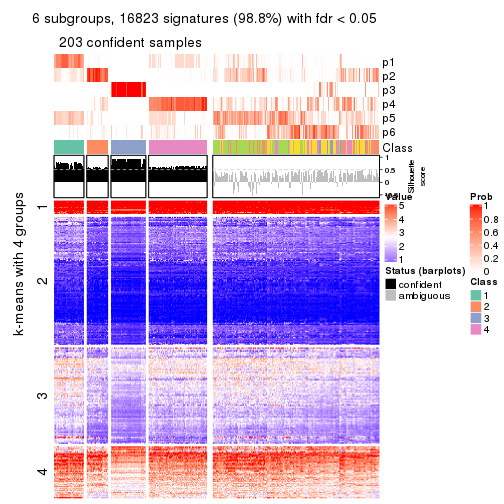 6 subgroups, 16823 signatures (98.8%) with fdr < 0.05
203 confident samples
p1
p2
p3
p4
p5
p6
Class
1
0.5
0
Silhouette
score
k-means with 4 groups
1
2
3
4
Value
5
4
3
2
1
Status (barplots)
confident
ambiguous
Prob
1
0.8
0.6
0.4
0.2
0
Class
1
2
3
4